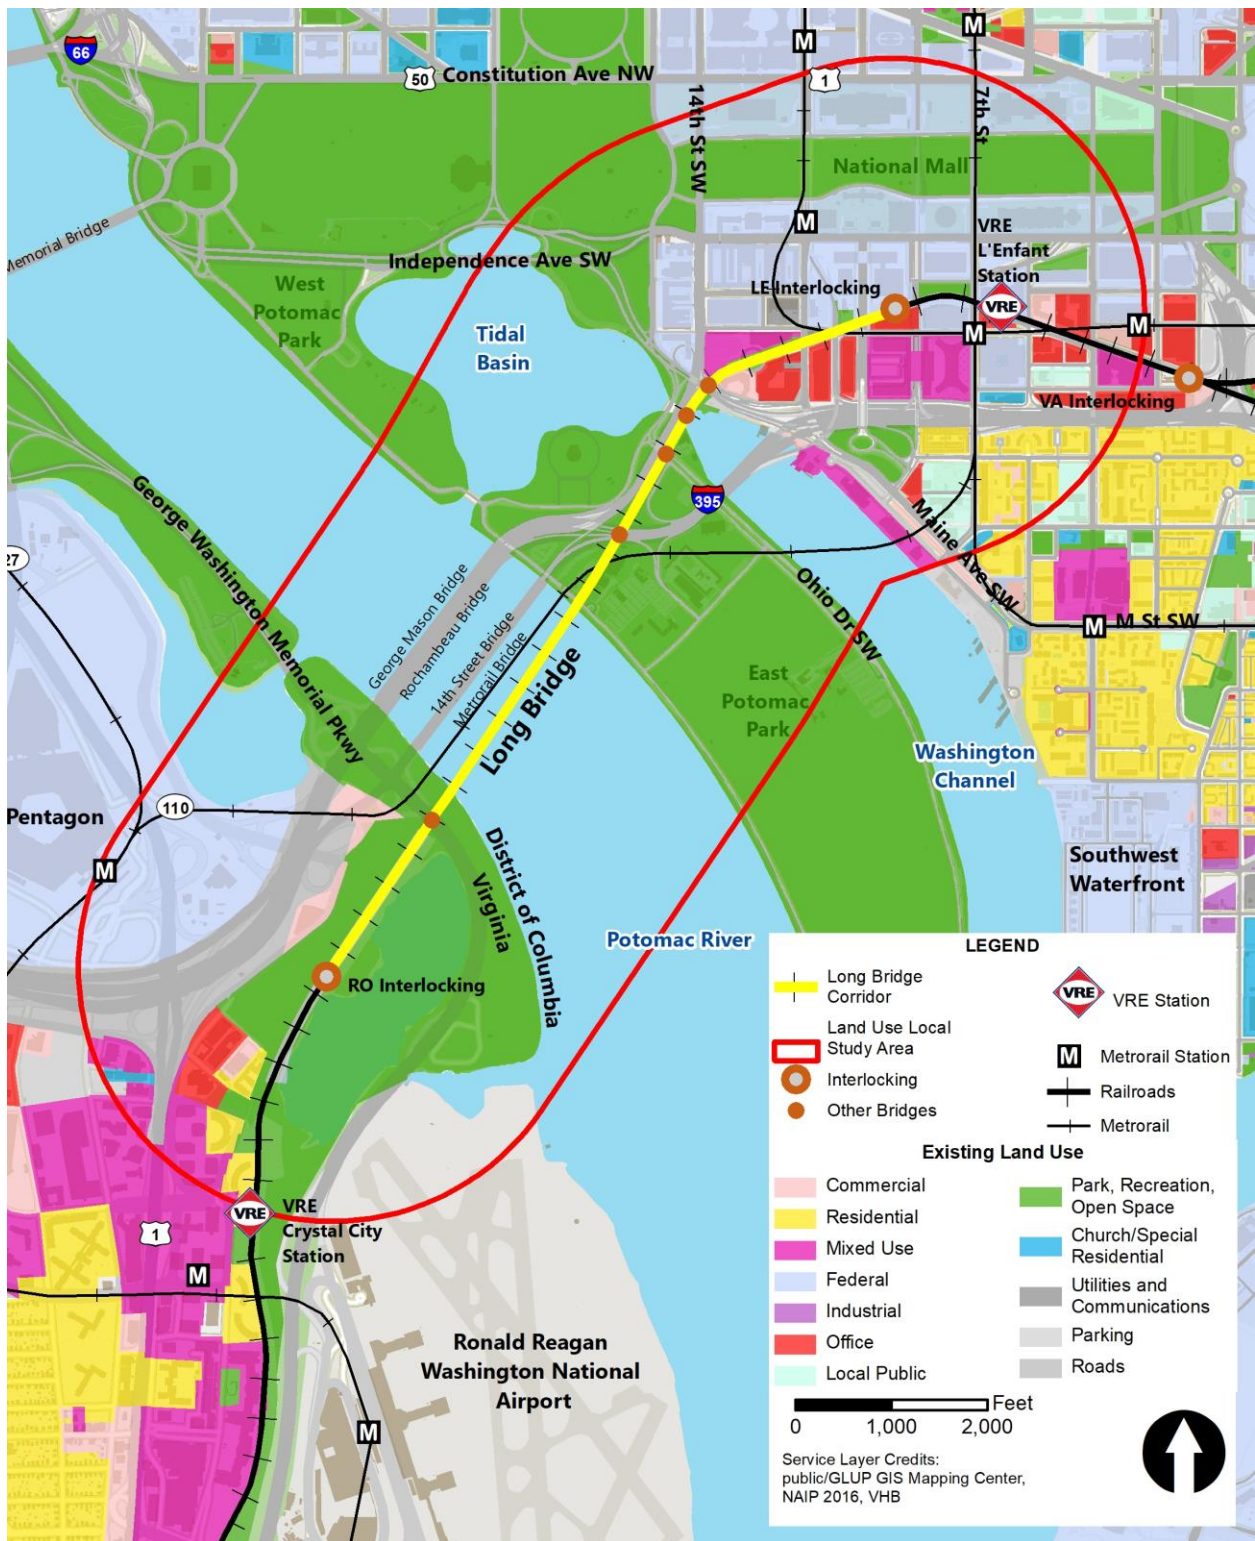 66
50
Constitution Ave NW
M
M
1
14th St SW
7th St
National Mall
Memorial Bridge
M
Independence Ave SW
VRE
L'Enfant
Station
West
Potomac
Park
LE Interlocking
VRE
Tidal
Basin
M
M
VA Interlocking
George Washington Memorial Pkwy
395
Maine Ave SW
27
George Mason Bridge
Rochambeau Bridge
14th Street Bridge
Metrorail Bridge
Long Bridge
Ohio Dr SW
M
M St SW
East
Potomac
Park
Washington
Channel
110
Pentagon
M
District of Columbia
Virginia
Southwest
Waterfront
Potomac River
RO Interlocking
VRE
VRE
Crystal City
Station
1
M
Ronald Reagan
Washington National
Airport
M
LEGEND
Long Bridge
Corridor
VRE
VRE Station
Land Use Local
Study Area
M
Metrorail Station
Interlocking
Railroads
Other Bridges
Metrorail
Existing Land Use
Commercial
Residential
Mixed Use
Federal
Industrial
Office
Local Public
Park, Recreation,
Open Space
Church/Special
Residential
Utilities and
Communications
Parking
Roads
Feet
0 1,000 2,000
Service Layer Credits:
public/GLUP GIS Mapping Center,
NAIP 2016, VHB